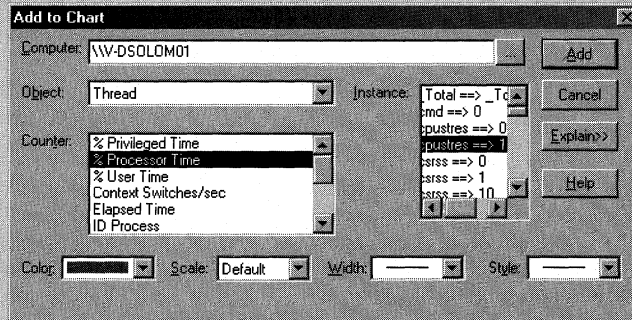 Add to Chart
Computer: \\V-DSOLOM01 ... Add
Object: Thread Instance: _Total ==> _To Cancel
cmd ==> 0
cpustres ==> 0
cpustres ==> 1
csrss ==> 0
csrss ==> 1
csrss ==> 10
Explain>>
Help
Counter: % Privileged Time
% Processor Time
% User Time
Context Switches/sec
Elapsed Time
ID Process
Color: Scale: Default Width: Style: